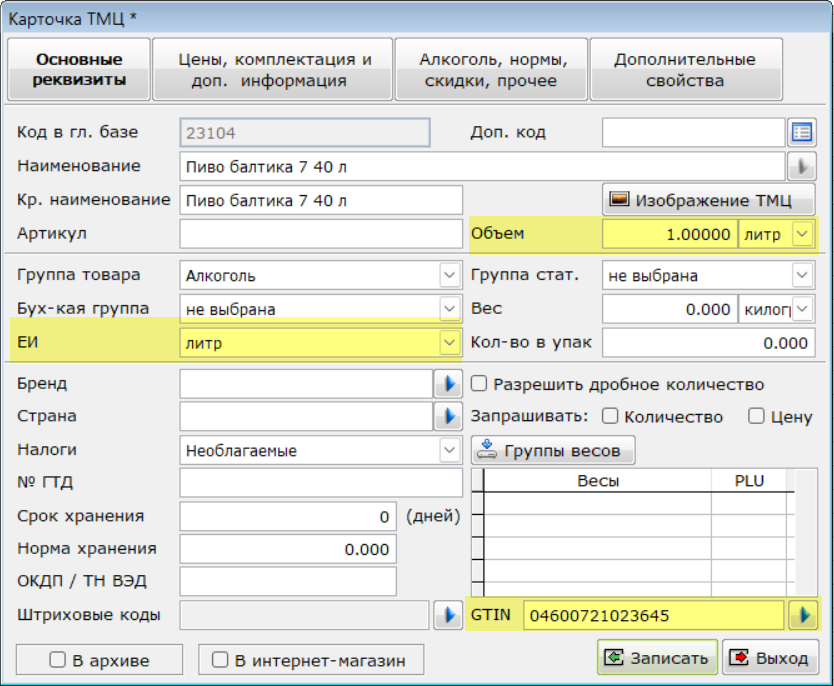 Карточка ТМЦ *
Основные реквизиты
Цены, комплектация и доп. информация
Алкоголь, нормы, скидки, прочее
Дополнительные свойства
Код в гл. базе 23104 Доп. код
Наименование Пиво балтика 7 40 л
Кр. наименование Пиво балтика 7 40 л Изображение ТМЦ
Артикул Объем 1.00000 литр
Группа товара Алкоголь Группа стат. не выбрана
Бух-кая группа не выбрана Вес 0.000 килогр
ЕИ литр Кол-во в упак 0.000
Бренд Разрешить дробное количество
Страна Запрашивать: Количество Цену
Налоги Необлагаемые Группы весов
№ ГТД Весы PLU
Срок хранения 0 (дней)
Норма хранения 0.000
ОКДП / ТН ВЭД
Штриховые коды GTIN 04600721023645
В архиве В интернет-магазин Записать Выход